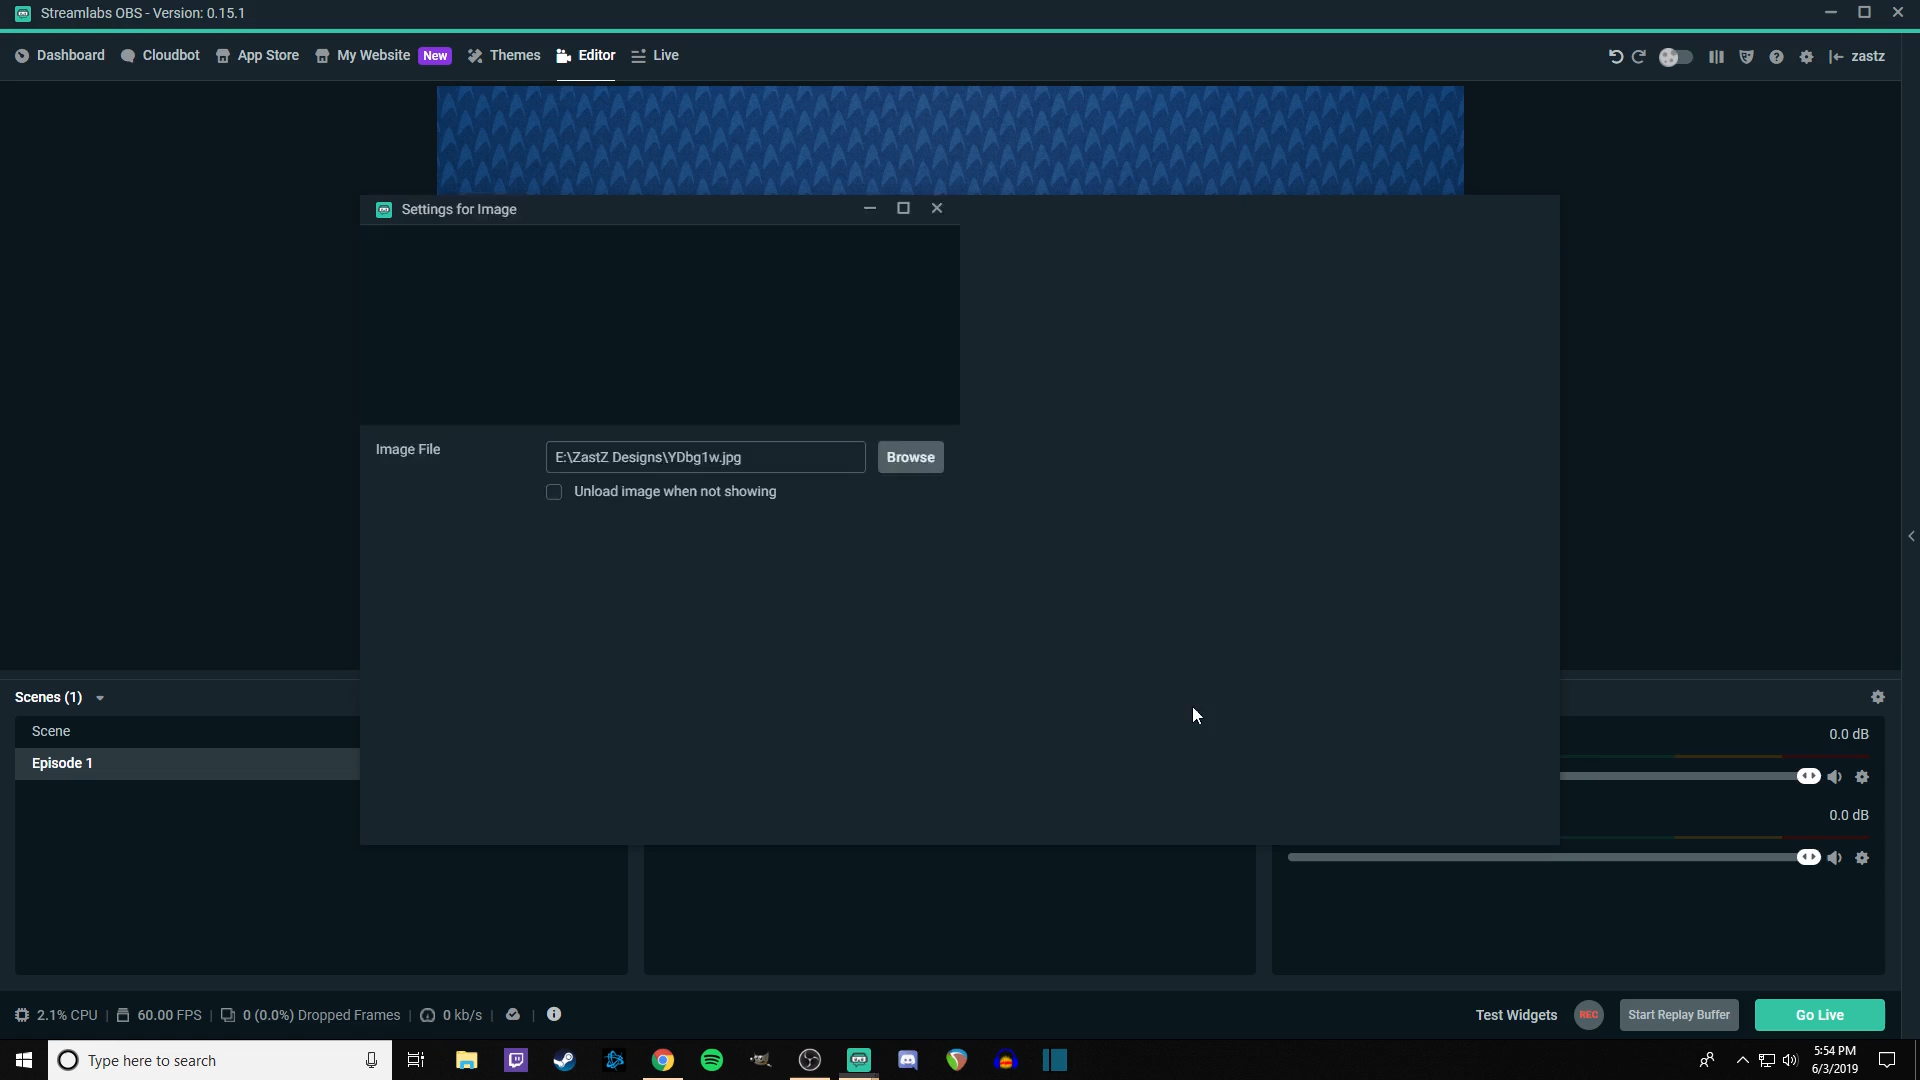 Streamlabs OBS - Version: 0.15.1
Dashboard Cloudbot App Store My Website New Themes Editor Live zastz
Settings for Image
Image File E:\ZastZ Designs\YDbg1w.jpg Browse
Unload image when not showing
Scenes (1)
Scene
Episode 1
0.0 dB
0.0 dB
2.1% CPU 60.00 FPS 0 (0.0%) Dropped Frames 0 kb/s Test Widgets REC Start Replay Buffer Go Live
Type here to search
5:54 PM
6/3/2019